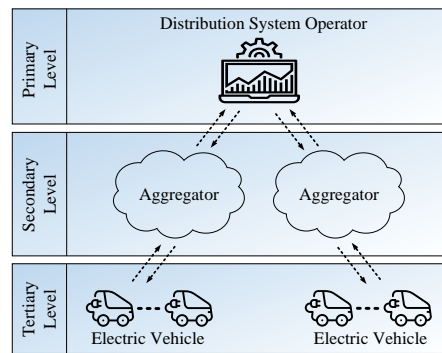 Primary
Level
Distribution System Operator
Secondary
Level
Aggregator
Aggregator
Tertiary
Level
Electric Vehicle
Electric Vehicle